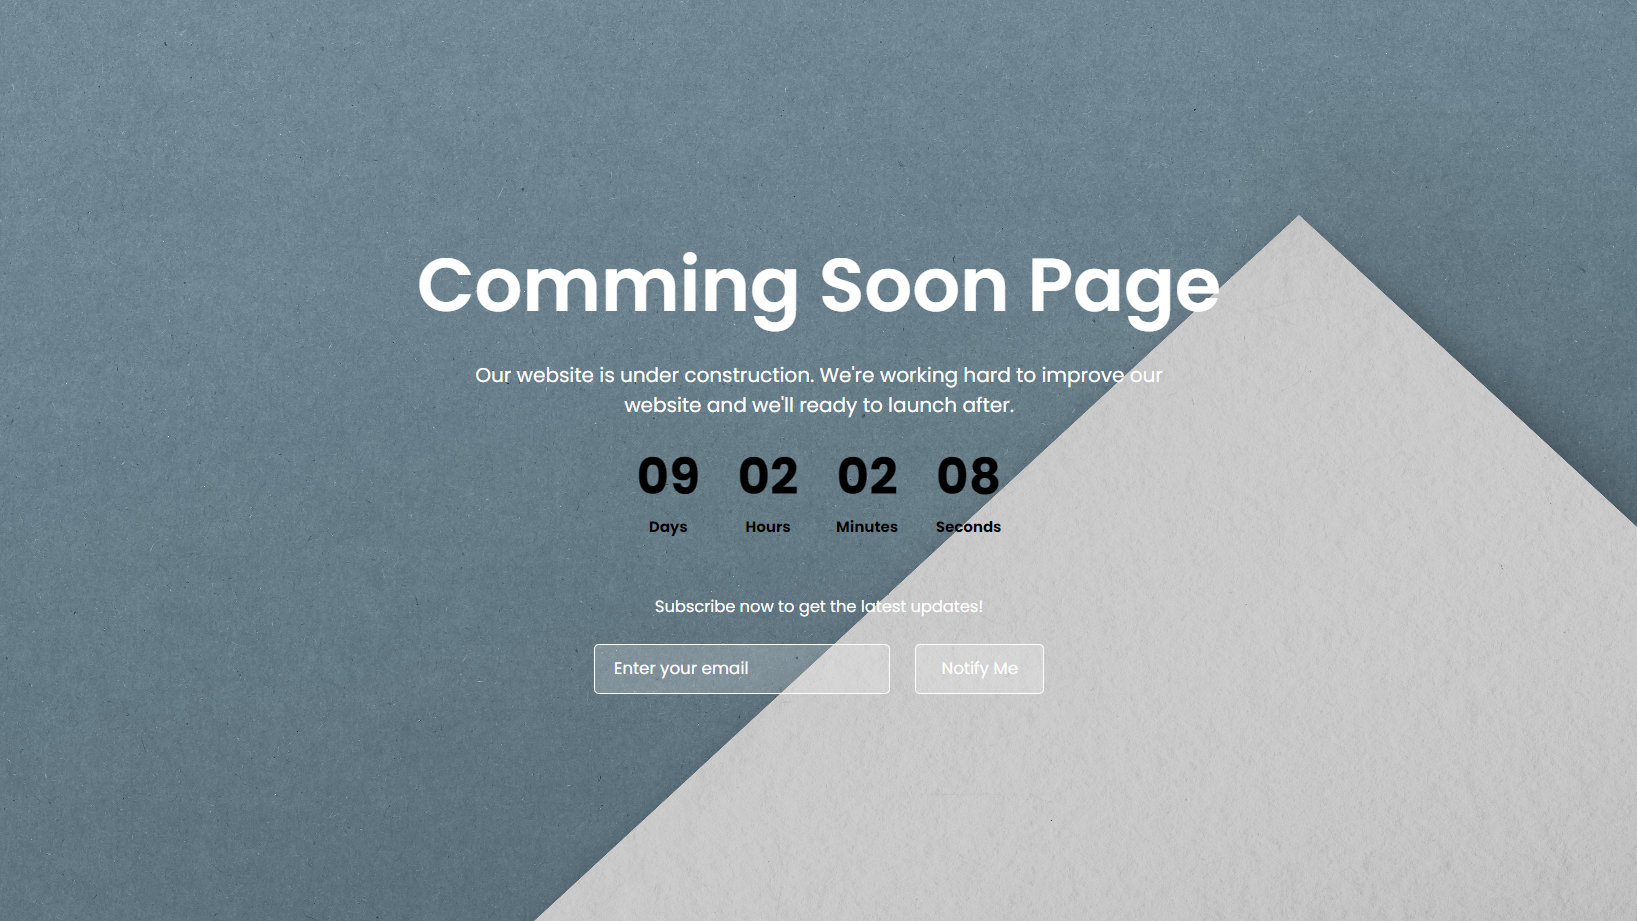 Comming Soon Page
Our website is under construction. We're working hard to improve our
website and we'll ready to launch after.
09 02 02 08
Days Hours Minutes Seconds
Subscribe now to get the latest updates!
Enter your email Notify Me